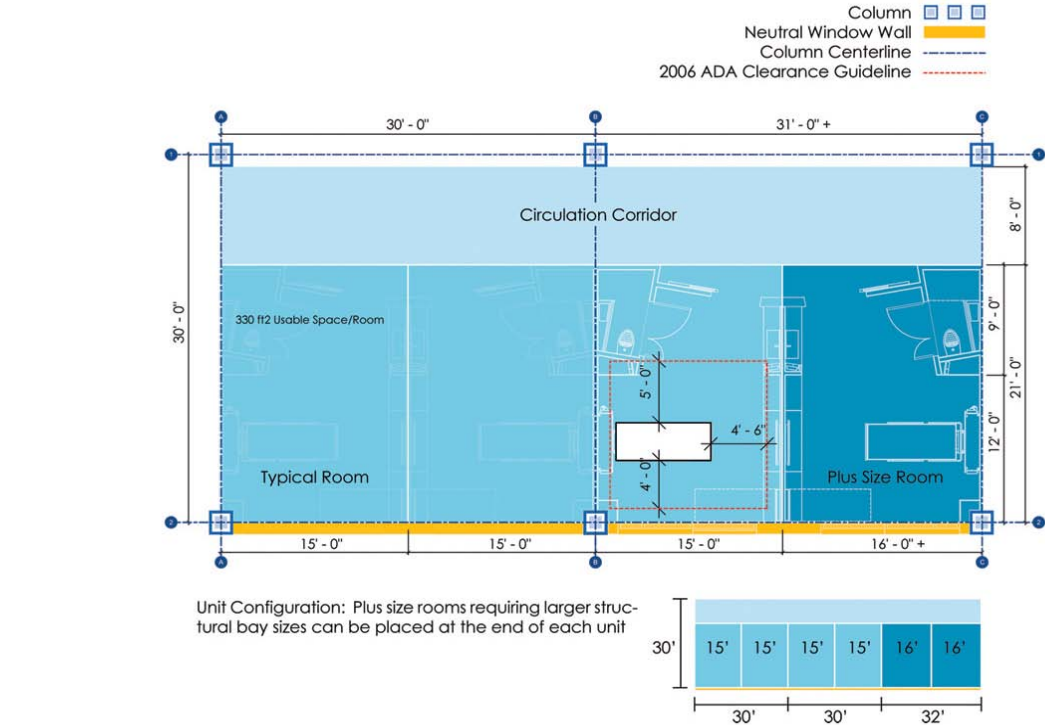 Column
Neutral Window Wall
Column Centerline
2006 ADA Clearance Guideline
A
B
C
30' - 0"
31' - 0" +
1
1
Circulation Corridor
8' - 0"
30' - 0"
330 ft2 Usable Space/Room
9' - 0"
21' - 0"
5' - 0"
4' - 6"
12' - 0"
4' - 0"
Typical Room
Plus Size Room
2
2
15' - 0"
15' - 0"
15' - 0"
16' - 0" +
A
B
C
Unit Configuration: Plus size rooms requiring larger struc-
tural bay sizes can be placed at the end of each unit
30'
15'
15'
15'
15'
16'
16'
30'
30'
32'